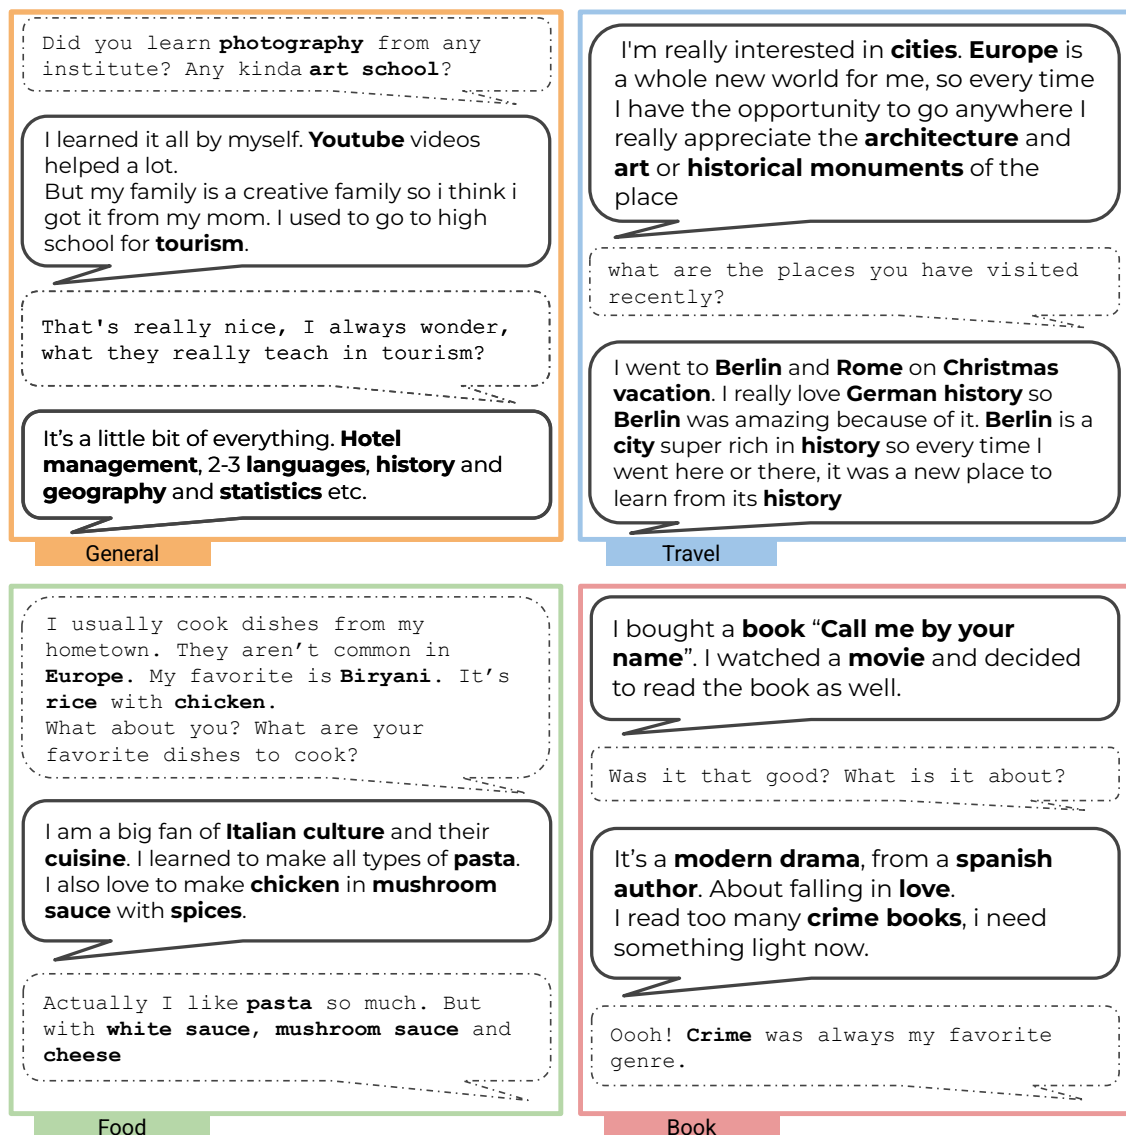 Did you learn photography from any
institute? Any kinda art school?
I learned it all by myself. Youtube videos
helped a lot.
But my family is a creative family so i think i
got it from my mom. I used to go to high
school for tourism.
That's really nice, I always wonder,
what they really teach in tourism?
It's a little bit of everything. Hotel
management, 2-3 languages, history and
geography and statistics etc.
General
I'm really interested in cities. Europe is
a whole new world for me, so every time
I have the opportunity to go anywhere I
really appreciate the architecture and
art or historical monuments of the
place
what are the places you have visited
recently?
I went to Berlin and Rome on Christmas
vacation. I really love German history so
Berlin was amazing because of it. Berlin is a
city super rich in history so every time I
went here or there, it was a new place to
learn from its history
Travel
I usually cook dishes from my
hometown. They aren't common in
Europe. My favorite is Biryani. It's
rice with chicken.
What about you? What are your
favorite dishes to cook?
I am a big fan of Italian culture and their
cuisine. I learned to make all types of pasta.
I also love to make chicken in mushroom
sauce with spices.
Actually I like pasta so much. But
with white sauce, mushroom sauce and
cheese
Food
I bought a book “Call me by your
name”. I watched a movie and decided
to read the book as well.
Was it that good? What is it about?
It's a modern drama, from a spanish
author. About falling in love.
I read too many crime books, i need
something light now.
Oooh! Crime was always my favorite
genre.
Book